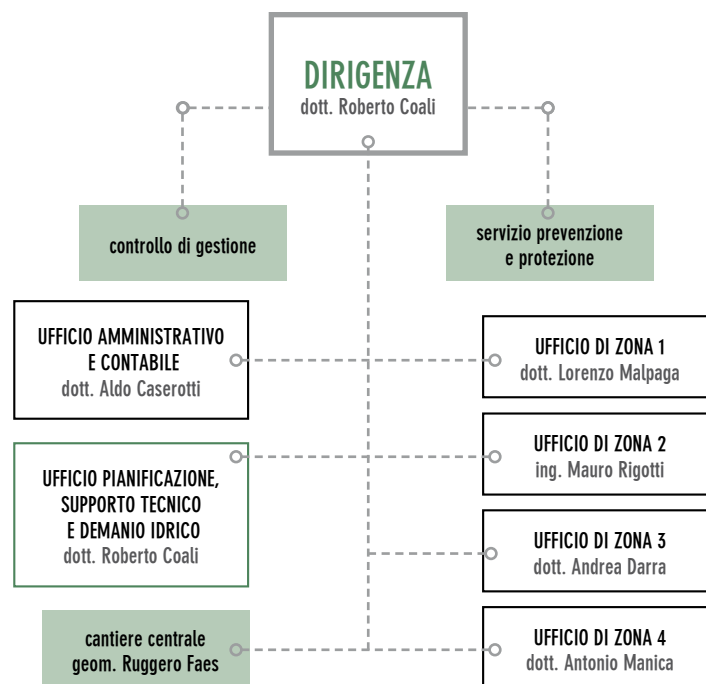 DIRIGENZA
dott. Roberto Coali
controllo di gestione
servizio prevenzione
e protezione
UFFICIO AMMINISTRATIVO
E CONTABILE
dott. Aldo Caserotti
UFFICIO PIANIFICAZIONE,
SUPPORTO TECNICO
E DEMANIO IDRICO
dott. Roberto Coali
cantiere centrale
geom. Ruggero Faes
UFFICIO DI ZONA 1
dott. Lorenzo Malpaga
UFFICIO DI ZONA 2
ing. Mauro Rigotti
UFFICIO DI ZONA 3
dott. Andrea Darra
UFFICIO DI ZONA 4
dott. Antonio Manica